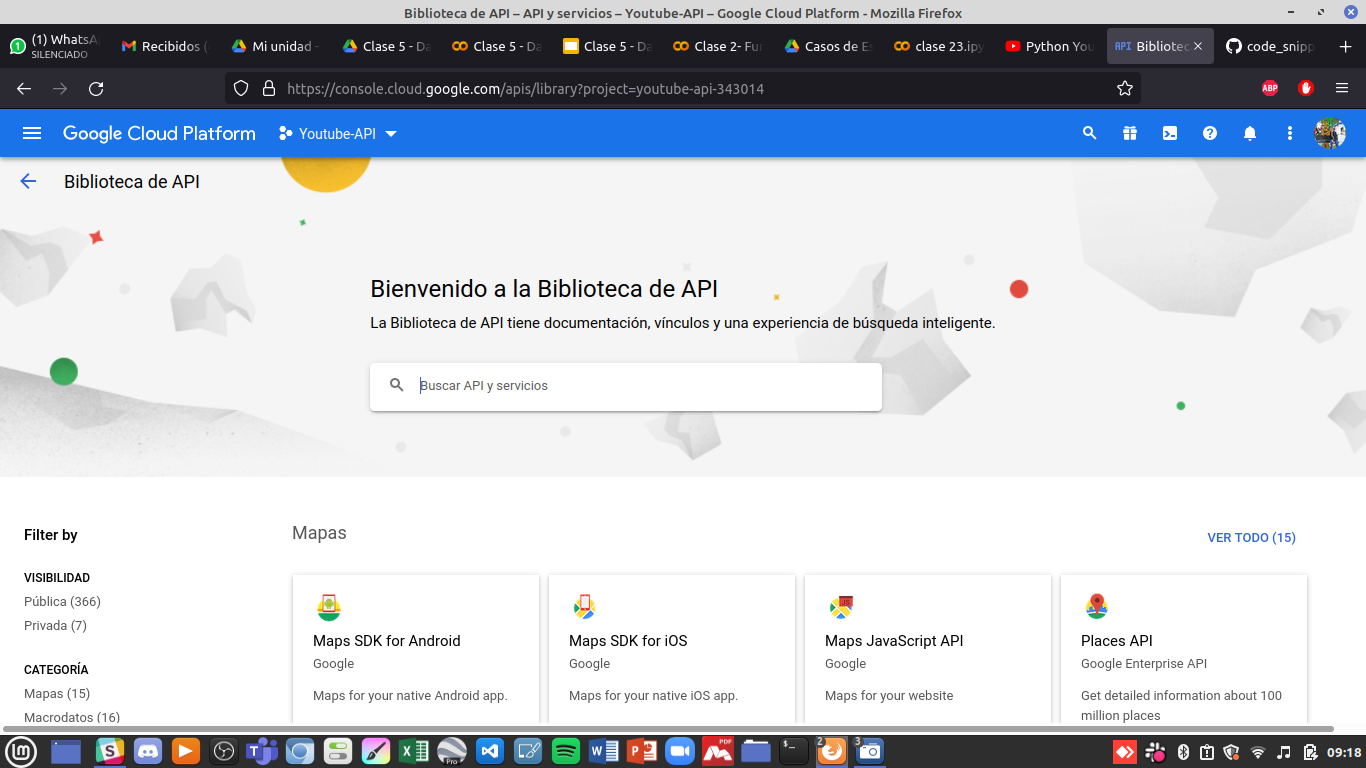 Biblioteca de API – API y servicios – Youtube-API – Google Cloud Platform - Mozilla Firefox
(1) WhatsA
SILENCIADO
Recibidos (
Mi unidad -
Clase 5 - Da
Clase 5 - Da
Clase 5 - Da
Clase 2- Fu
Casos de Es
clase 23.ipy
Python You
API Bibliotec
code_snipp
https://console.cloud.google.com/apis/library?project=youtube-api-343014
ABP
Google Cloud Platform
Youtube-API
Biblioteca de API
Bienvenido a la Biblioteca de API
La Biblioteca de API tiene documentación, vínculos y una experiencia de búsqueda inteligente.
Buscar API y servicios
Filter by
VISIBILIDAD
Pública (366)
Privada (7)
CATEGORÍA
Mapas (15)
Macrodatos (16)
Mapas
VER TODO (15)
Maps SDK for Android
Google
Maps for your native Android app.
Maps SDK for iOS
Google
Maps for your native iOS app.
Maps JavaScript API
Google
Maps for your website
Places API
Google Enterprise API
Get detailed information about 100
million places
Pro
PDF
2
3
09:18